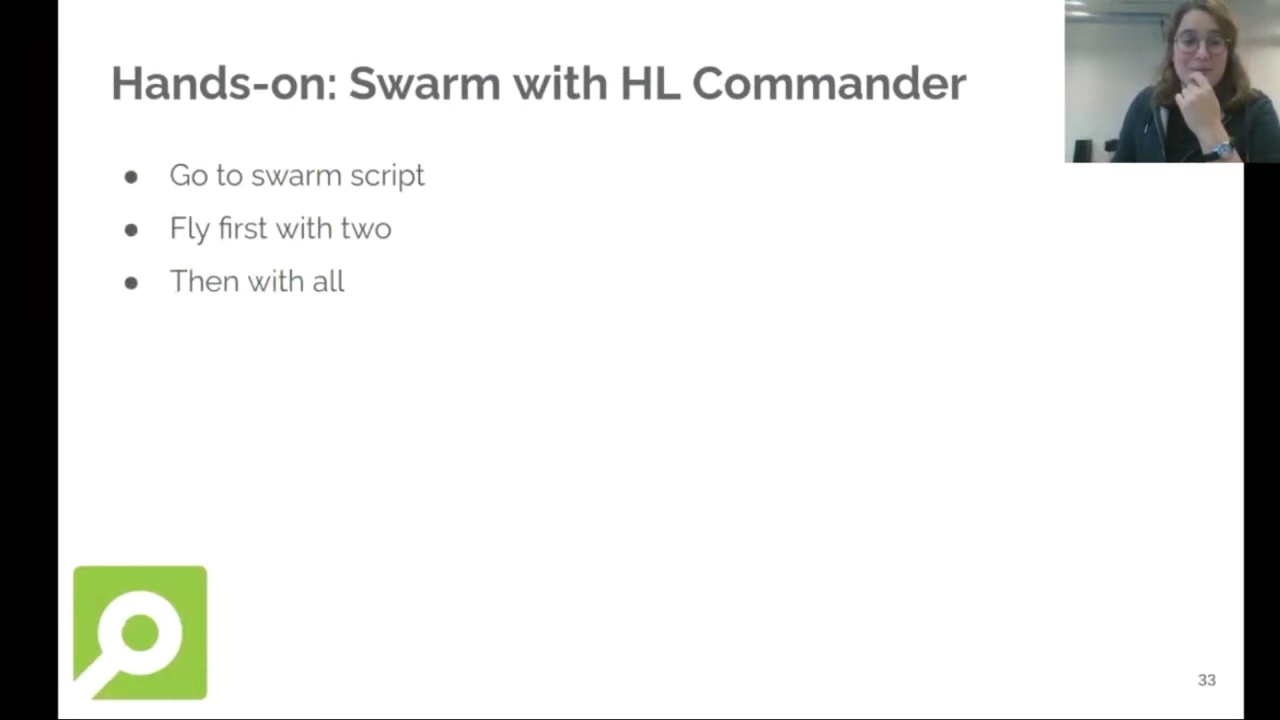 Hands-on: Swarm with HL Commander
● Go to swarm script
● Fly first with two
● Then with all
33